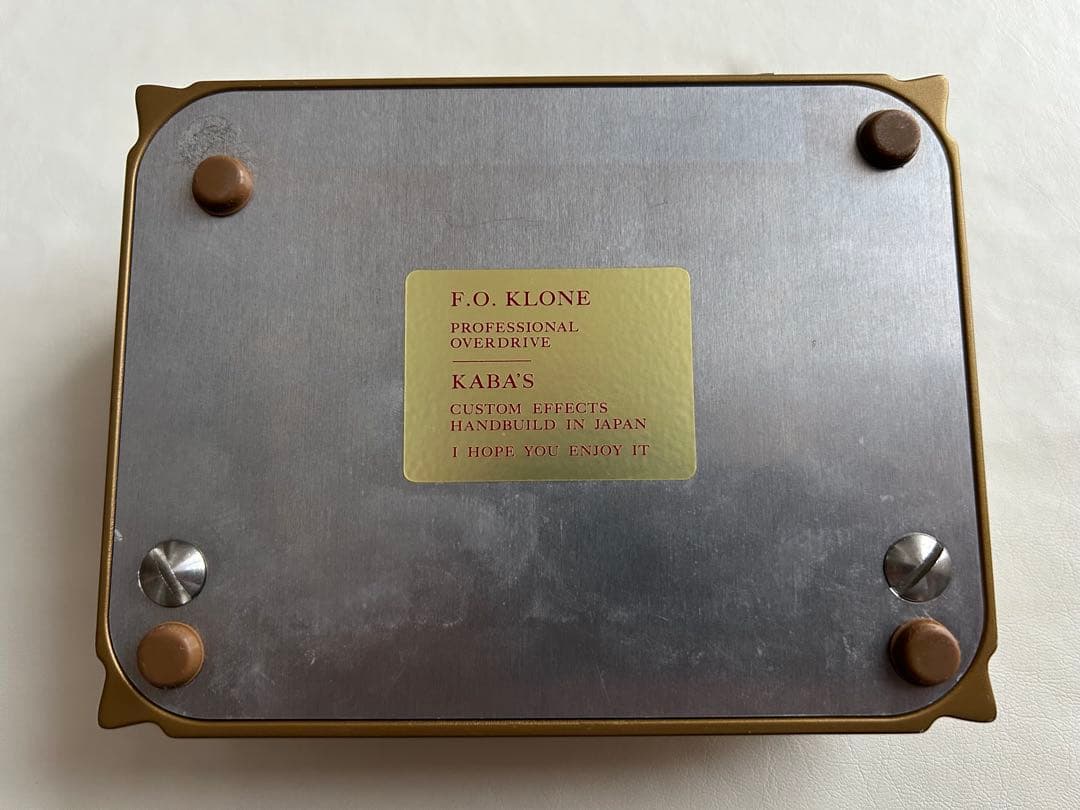 F.O. KLONE
PROFESSIONAL
OVERDRIVE
KABA'S
CUSTOM EFFECTS
HANDBUILD IN JAPAN
I HOPE YOU ENJOY IT